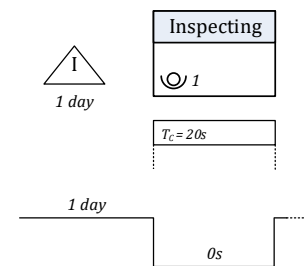 Inspecting
I
1
1 day
T_C = 20s
1 day
0s